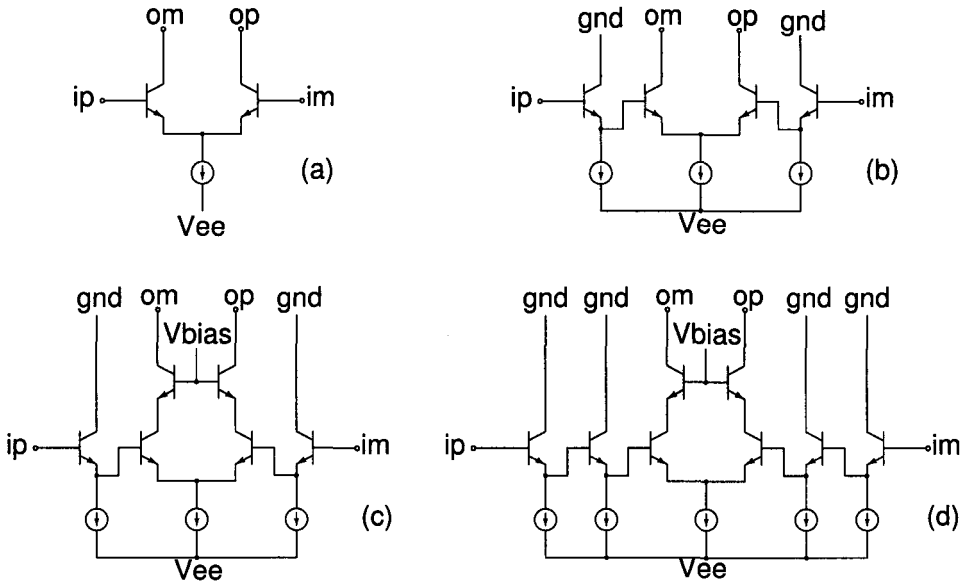 om op
ip im
(a)
Vee
gnd om op gnd
ip im
(b)
Vee
gnd om op gnd
Vbias
ip im
(c)
Vee
gnd gnd om op gnd gnd
Vbias
ip im
(d)
Vee